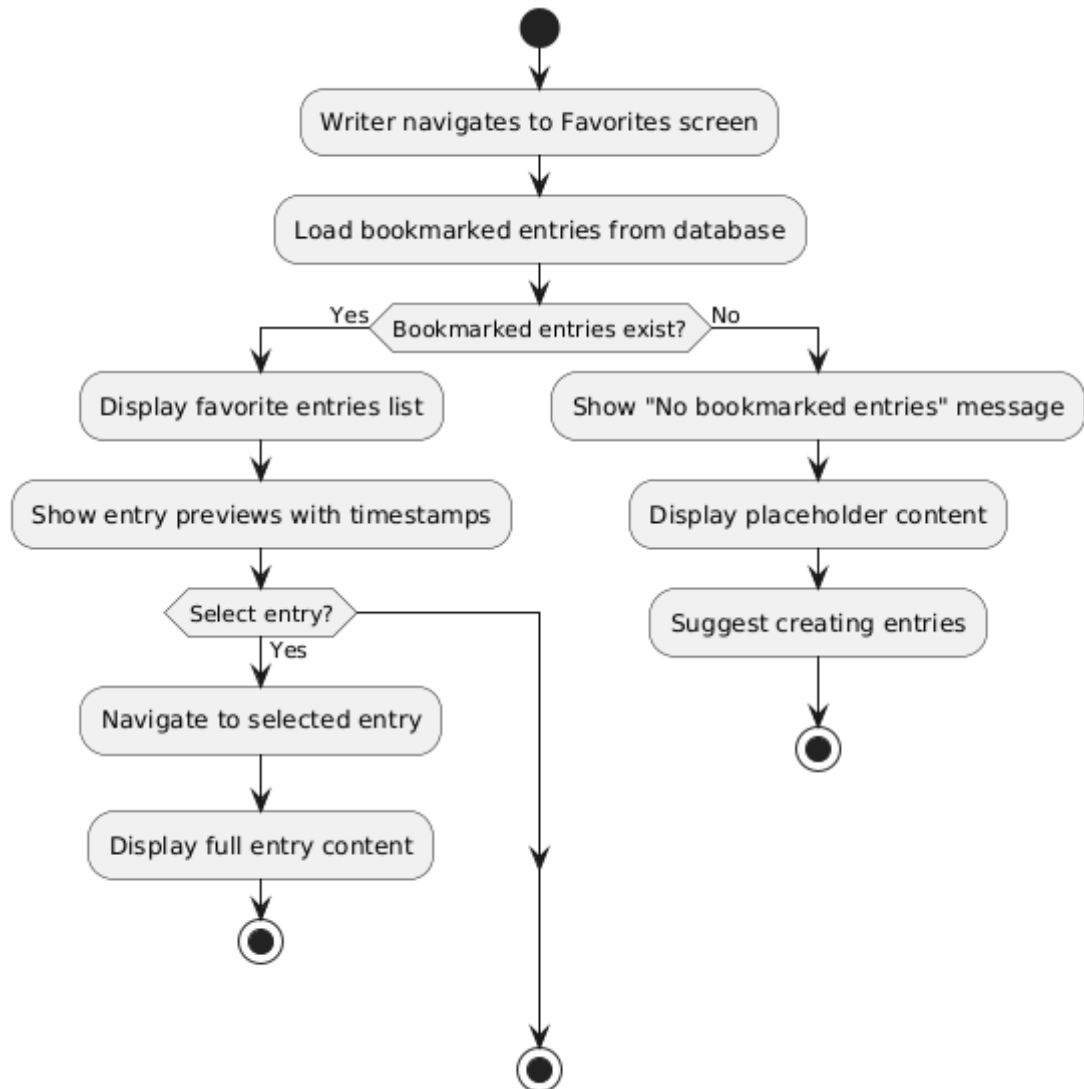 Writer navigates to Favorites screen
Load bookmarked entries from database
Yes
Bookmarked entries exist?
No
Display favorite entries list
Show "No bookmarked entries" message
Show entry previews with timestamps
Display placeholder content
Select entry?
Yes
Suggest creating entries
Navigate to selected entry
Display full entry content